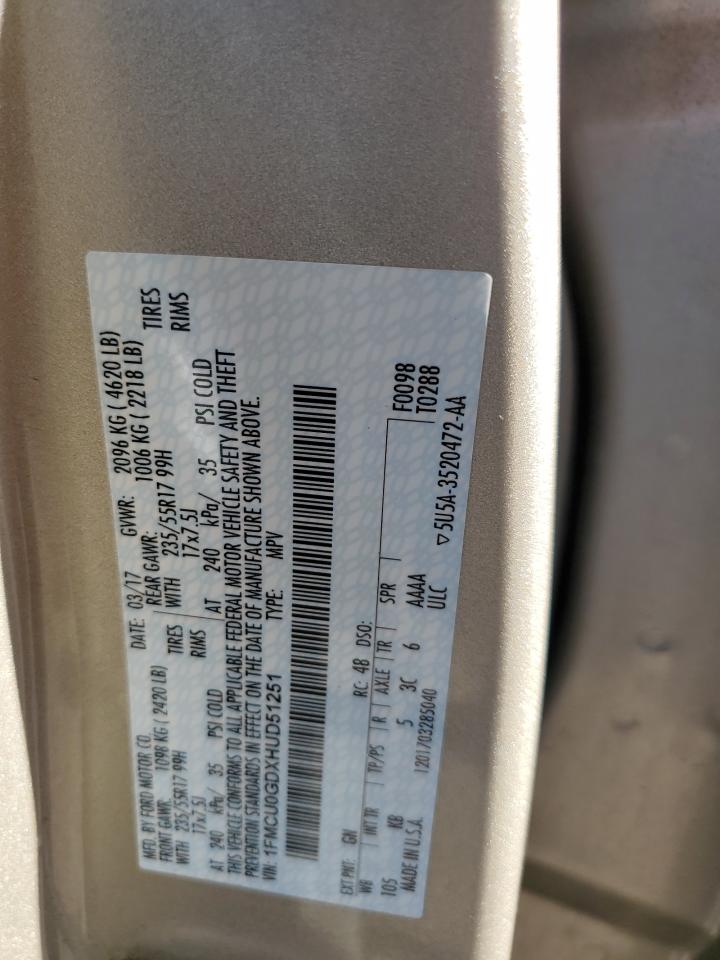 MFD. BY FORD MOTOR CO. DATE: 03/17 GVWR: 2096 KG ( 4620 LB)
FRONT GAWR: 1098 KG ( 2420 LB) REAR GAWR: 1006 KG ( 2218 LB)
WITH 235/55R17 99H TIRES WITH 235/55R17 99H TIRES
17x7.5J RIMS 17x7.5J RIMS
AT 240 kPa/ 35 PSI COLD AT 240 kPa/ 35 PSI COLD
THIS VEHICLE CONFORMS TO ALL APPLICABLE FEDERAL MOTOR VEHICLE SAFETY AND THEFT
PREVENTION STANDARDS IN EFFECT ON THE DATE OF MANUFACTURE SHOWN ABOVE.
VIN: 1FMCU0GDXHUD51251 TYPE: MPV
EXT PNT: GN RC: 48 DSO: F0098
WB INT TR TP/PS R AXLE TR SPR T0288
105 KB 5 3C 6 AAAA
MADE IN U.S.A. 1201703285040 ULC
▽5U5A-3520472-AA